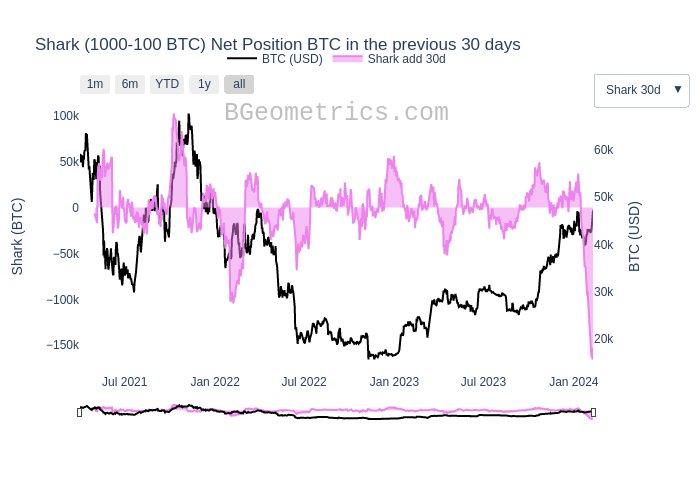 Shark (1000-100 BTC) Net Position BTC in the previous 30 days
BTC (USD) Shark add 30d
1m 6m YTD 1y all
Shark 30d ▼
BGeometrics.com
100k
50k
0
−50k
−100k
−150k
Shark (BTC)
60k
50k
40k
30k
20k
BTC (USD)
Jul 2021 Jan 2022 Jul 2022 Jan 2023 Jul 2023 Jan 2024